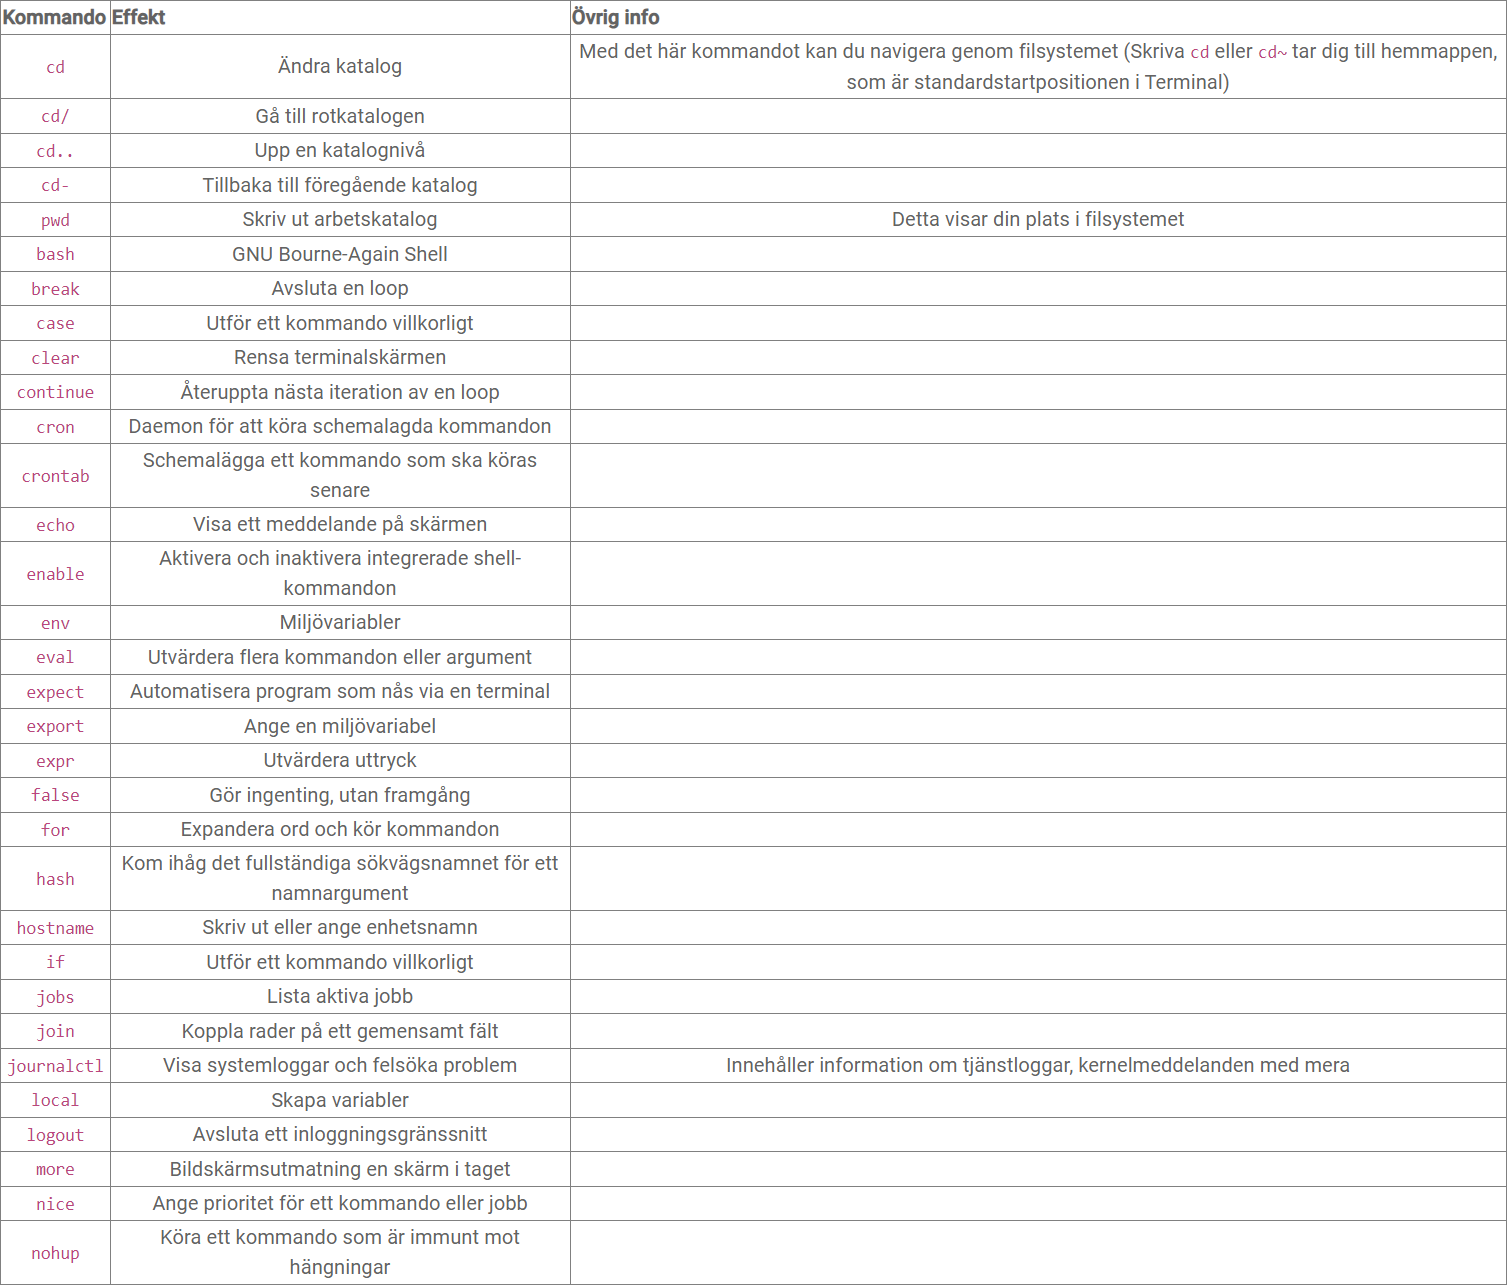 Kommando Effekt Övrig info
cd Ändra katalog Med det här kommandot kan du navigera genom filsystemet (Skriva cd eller cd~ tar dig till hemmappen,
som är standardstartpositionen i Terminal)
cd/ Gå till rotkatalogen
cd.. Upp en katalognivå
cd- Tillbaka till föregående katalog
pwd Skriv ut arbetskatalog Detta visar din plats i filsystemet
bash GNU Bourne-Again Shell
break Avsluta en loop
case Utför ett kommando villkorligt
clear Rensa terminalskärmen
continue Återuppta nästa iteration av en loop
cron Daemon för att köra schemalagda kommandon
crontab Schemalägga ett kommando som ska köras
senare
echo Visa ett meddelande på skärmen
enable Aktivera och inaktivera integrerade shell-
kommandon
env Miljövariabler
eval Utvärdera flera kommandon eller argument
expect Automatisera program som nås via en terminal
export Ange en miljövariabel
expr Utvärdera uttryck
false Gör ingenting, utan framgång
for Expandera ord och kör kommandon
hash Kom ihåg det fullständiga sökvägsnamnet för ett
namnargument
hostname Skriv ut eller ange enhetsnamn
if Utför ett kommando villkorligt
jobs Lista aktiva jobb
join Koppla rader på ett gemensamt fält
journalctl Visa systemloggar och felsöka problem Innehåller information om tjänstloggar, kernelmeddelanden med mera
local Skapa variabler
logout Avsluta ett inloggningsgränssnitt
more Bildskärmsutmatning en skärm i taget
nice Ange prioritet för ett kommando eller jobb
nohup Köra ett kommando som är immunt mot
hängningar